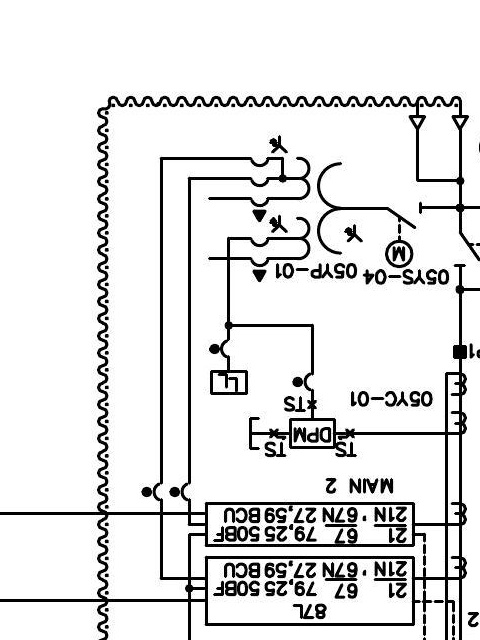 2
87L
21 67 79,25 50BF
21N '67N 27,59 BCU
21 67 79,25 50BF
21N '67N 27,59 BCU
MAIN 2
TS TS
DPM
TS
05YC-01
LL
05YS-04 05YP-01
M